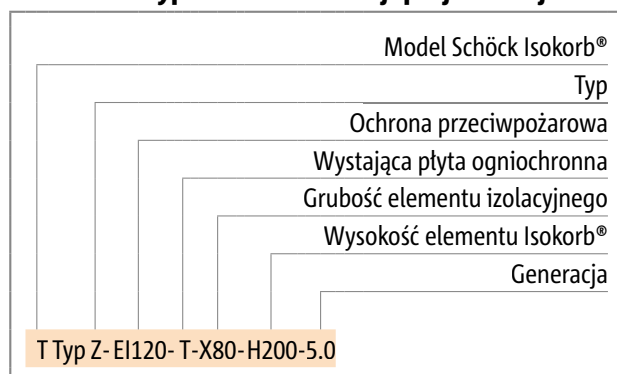 Model Schöck Isokorb®
Typ
Ochrona przeciwpożarowa
Wystająca płyta ogniochronna
Grubość elementu izolacyjnego
Wysokość elementu Isokorb®
Generacja
T Typ Z- EI120- T-X80-H200-5.0